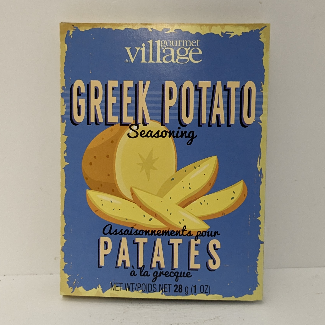 gourmet
village
GREEK POTATO
Seasoning
Assaisonnements pour
PATATES
à la grecque
NET WT/POIDS NET 28 g (1 OZ)